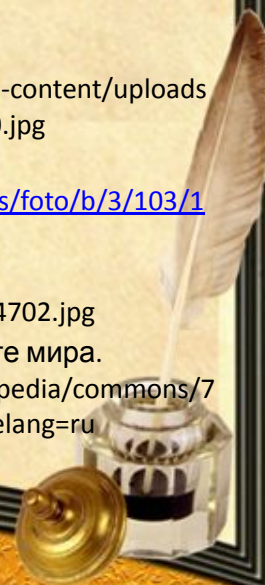 -content/uploads
.jpg
s/foto/b/3/103/1
4702.jpg
те мира.
pedia/commons/7
elang=ru